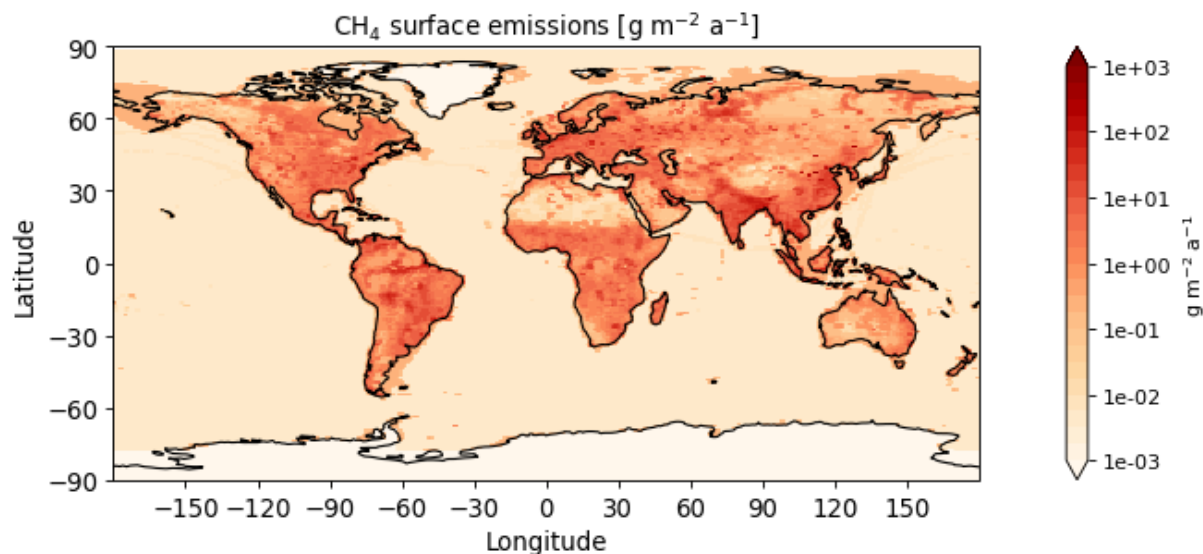 CH₄ surface emissions [g m⁻² a⁻¹]
90
60
30
0
−30
−60
−90
Latitude
−150 −120 −90 −60 −30 0 30 60 90 120 150
Longitude
1e+03
1e+02
1e+01
1e+00
1e-01
1e-02
1e-03
g m⁻² a⁻¹